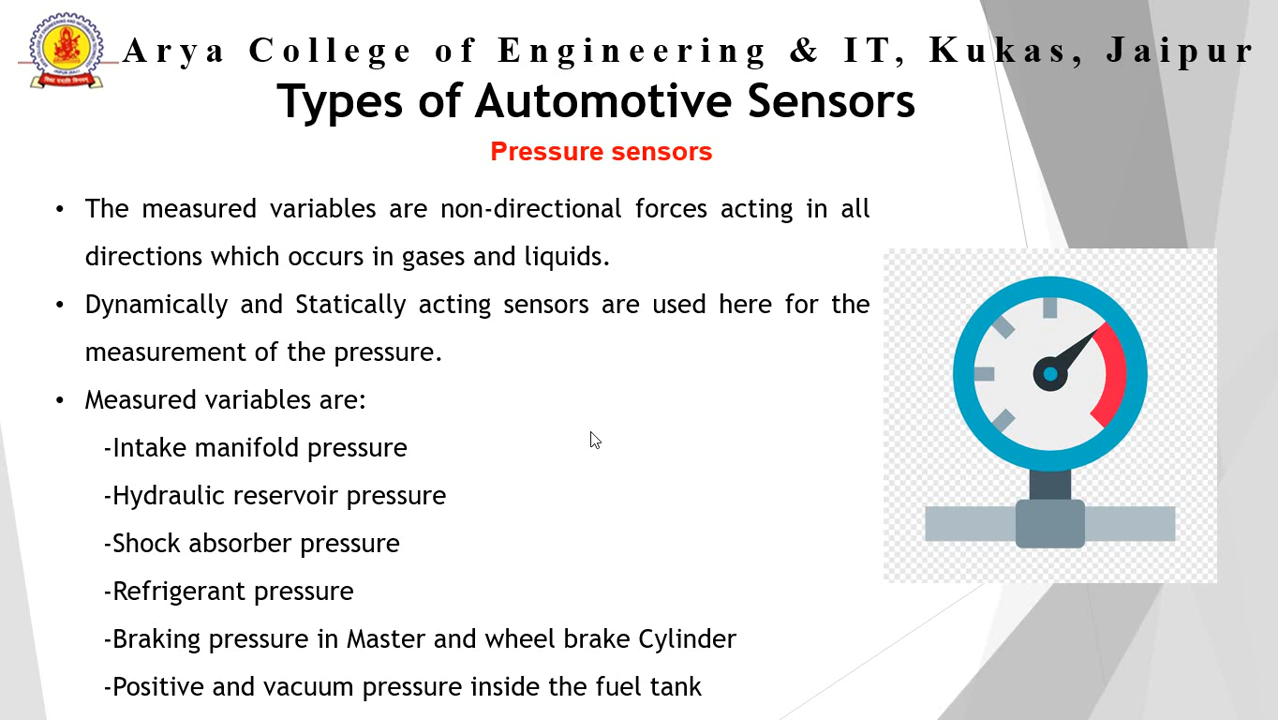 Arya College of Engineering & IT, Kukas, Jaipur
Types of Automotive Sensors
Pressure sensors
• The measured variables are non-directional forces acting in all
directions which occurs in gases and liquids.
• Dynamically and Statically acting sensors are used here for the
measurement of the pressure.
• Measured variables are:
-Intake manifold pressure
-Hydraulic reservoir pressure
-Shock absorber pressure
-Refrigerant pressure
-Braking pressure in Master and wheel brake Cylinder
-Positive and vacuum pressure inside the fuel tank